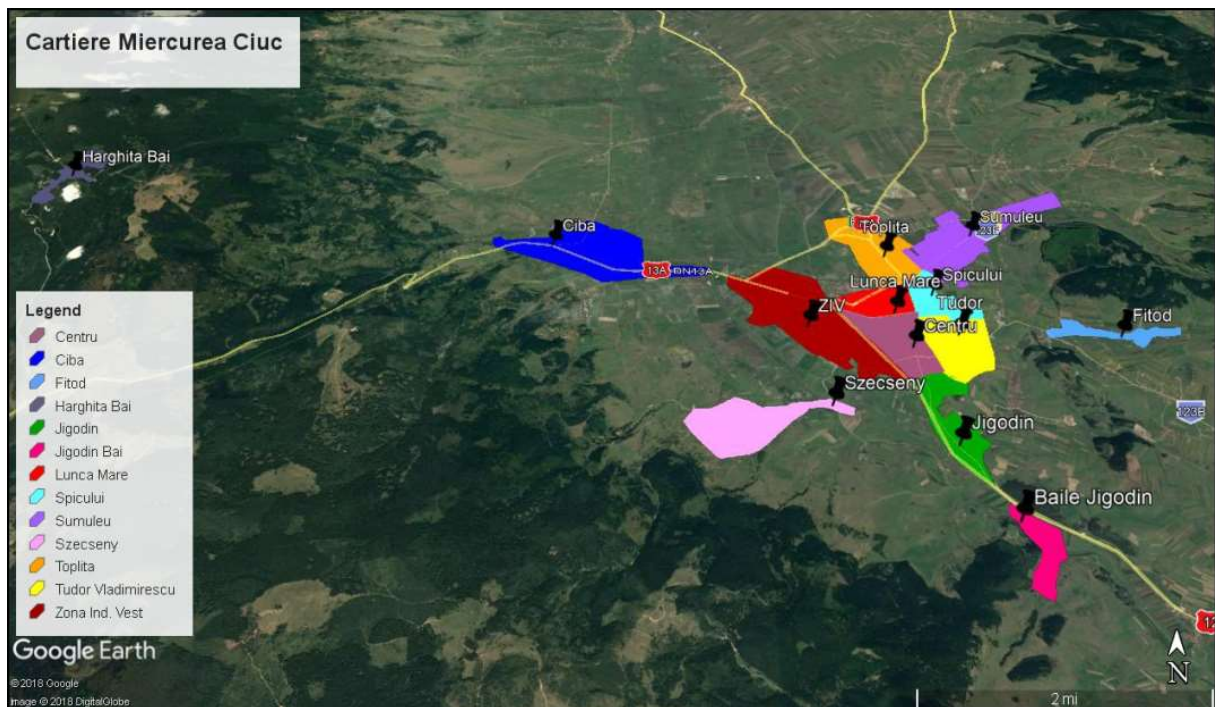 Cartiere Miercurea Ciuc
Harghita Bai
Ciba
13A
DN13A
Toplita
Sumuleu
23E
Lunca Mare
Spicului
ZIV
Tudor
Centru
Fitod
Szecseny
123E
Jigodin
Baile Jigodin
12
Legend
Centru
Ciba
Fitod
Harghita Bai
Jigodin
Jigodin Bai
Lunca Mare
Spicului
Sumuleu
Szecseny
Toplita
Tudor Vladimirescu
Zona Ind. Vest
Google Earth
© 2018 Google
Image © 2018 DigitalGlobe
N
2 mi